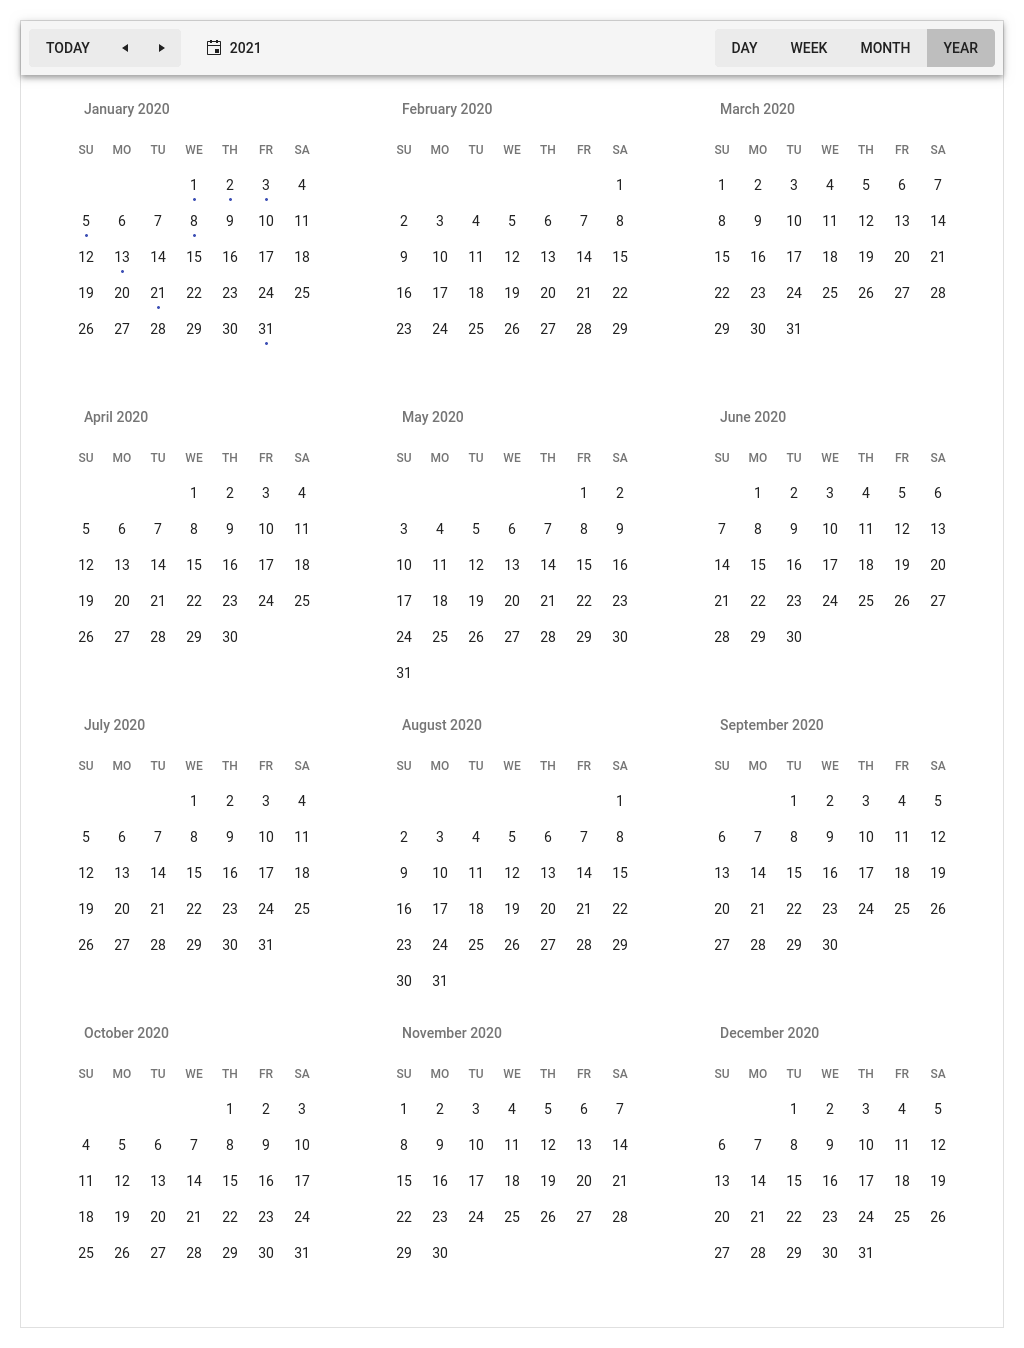 TODAY 2021 DAY WEEK MONTH YEAR
January 2020 February 2020 March 2020
SU MO TU WE TH FR SA SU MO TU WE TH FR SA SU MO TU WE TH FR SA
1 2 3 4 1 1 2 3 4 5 6 7
5 6 7 8 9 10 11 2 3 4 5 6 7 8 8 9 10 11 12 13 14
12 13 14 15 16 17 18 9 10 11 12 13 14 15 15 16 17 18 19 20 21
19 20 21 22 23 24 25 16 17 18 19 20 21 22 22 23 24 25 26 27 28
26 27 28 29 30 31 23 24 25 26 27 28 29 29 30 31
April 2020 May 2020 June 2020
SU MO TU WE TH FR SA SU MO TU WE TH FR SA SU MO TU WE TH FR SA
1 2 3 4 1 2 1 2 3 4 5 6
5 6 7 8 9 10 11 3 4 5 6 7 8 9 7 8 9 10 11 12 13
12 13 14 15 16 17 18 10 11 12 13 14 15 16 14 15 16 17 18 19 20
19 20 21 22 23 24 25 17 18 19 20 21 22 23 21 22 23 24 25 26 27
26 27 28 29 30 24 25 26 27 28 29 30 28 29 30
31
July 2020 August 2020 September 2020
SU MO TU WE TH FR SA SU MO TU WE TH FR SA SU MO TU WE TH FR SA
1 2 3 4 1 1 2 3 4 5
5 6 7 8 9 10 11 2 3 4 5 6 7 8 6 7 8 9 10 11 12
12 13 14 15 16 17 18 9 10 11 12 13 14 15 13 14 15 16 17 18 19
19 20 21 22 23 24 25 16 17 18 19 20 21 22 20 21 22 23 24 25 26
26 27 28 29 30 31 23 24 25 26 27 28 29 27 28 29 30
30 31
October 2020 November 2020 December 2020
SU MO TU WE TH FR SA SU MO TU WE TH FR SA SU MO TU WE TH FR SA
1 2 3 1 2 3 4 5 6 7 1 2 3 4 5
4 5 6 7 8 9 10 8 9 10 11 12 13 14 6 7 8 9 10 11 12
11 12 13 14 15 16 17 15 16 17 18 19 20 21 13 14 15 16 17 18 19
18 19 20 21 22 23 24 22 23 24 25 26 27 28 20 21 22 23 24 25 26
25 26 27 28 29 30 31 29 30 27 28 29 30 31